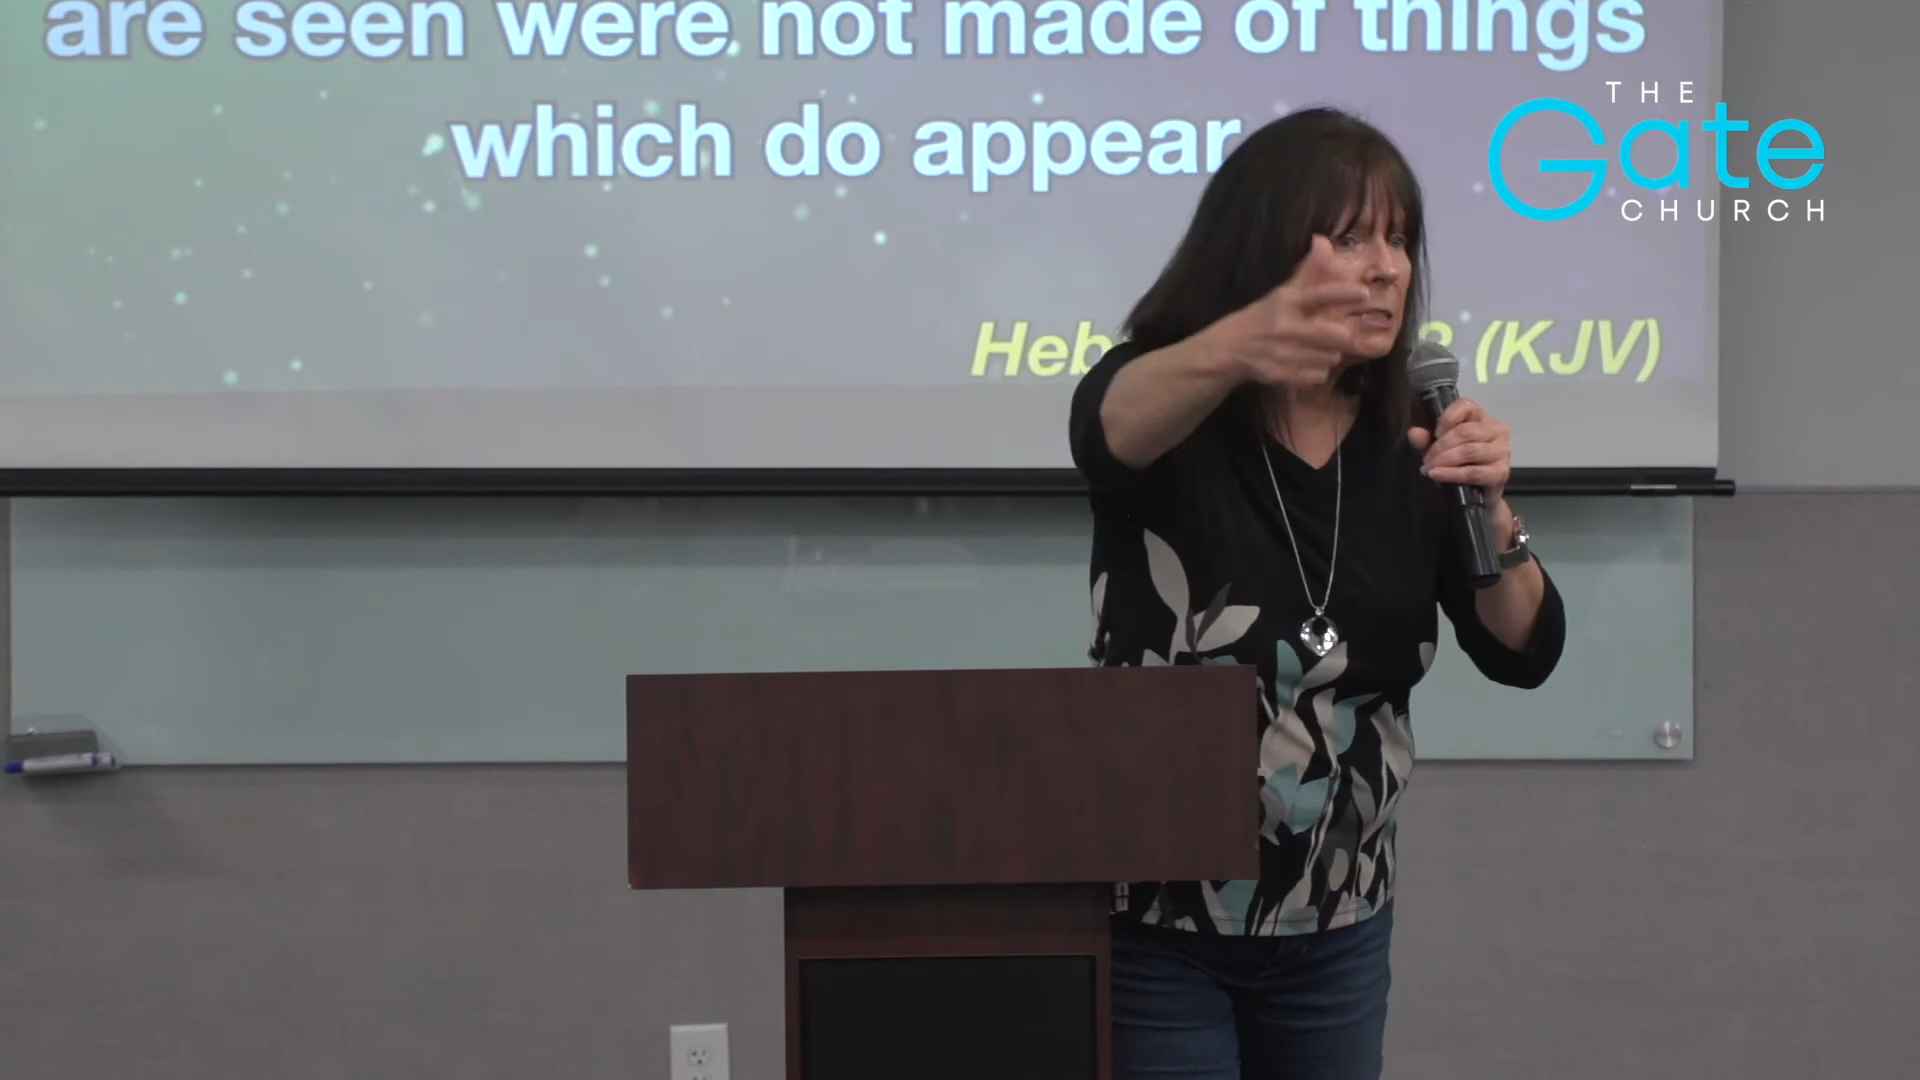 are seen were not made of things
which do appear
THE
Gate
CHURCH
(KJV)